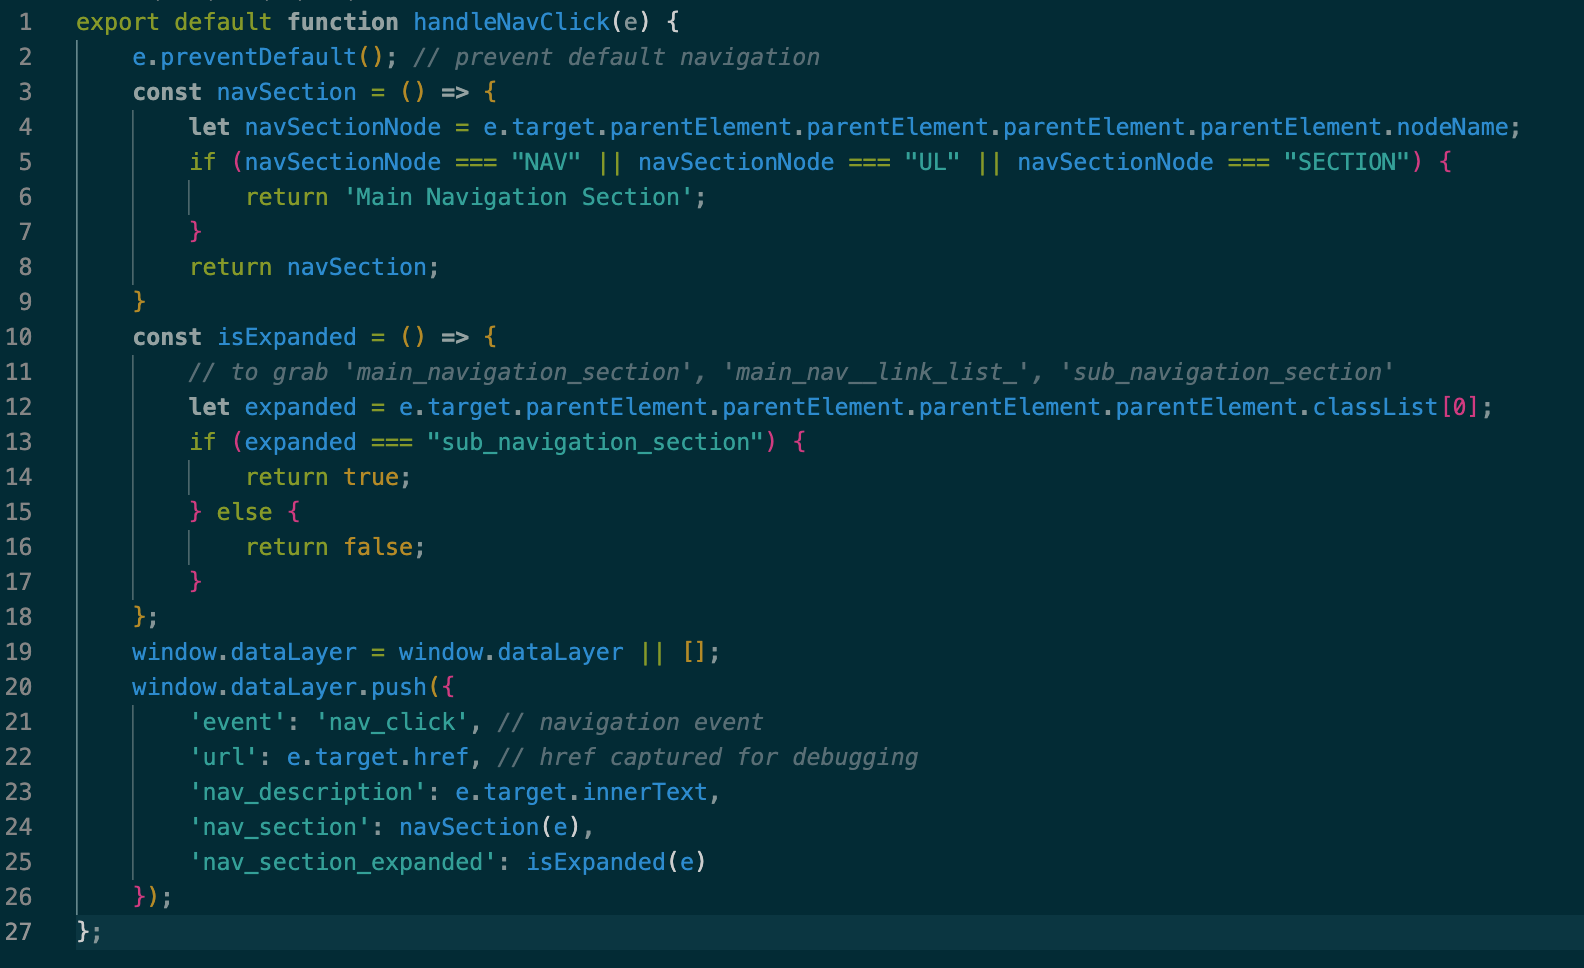 1 export default function handleNavClick(e) {
2 e.preventDefault(); // prevent default navigation
3 const navSection = () => {
4 let navSectionNode = e.target.parentElement.parentElement.parentElement.parentElement.nodeName;
5 if (navSectionNode === "NAV" || navSectionNode === "UL" || navSectionNode === "SECTION") {
6 return 'Main Navigation Section';
7 }
8 return navSection;
9 }
10 const isExpanded = () => {
11 // to grab 'main_navigation_section', 'main_nav__link_list_', 'sub_navigation_section'
12 let expanded = e.target.parentElement.parentElement.parentElement.parentElement.classList[0];
13 if (expanded === "sub_navigation_section") {
14 return true;
15 } else {
16 return false;
17 }
18 };
19 window.dataLayer = window.dataLayer || [];
20 window.dataLayer.push({
21 'event': 'nav_click', // navigation event
22 'url': e.target.href, // href captured for debugging
23 'nav_description': e.target.innerText,
24 'nav_section': navSection(e),
25 'nav_section_expanded': isExpanded(e)
26 });
27 };